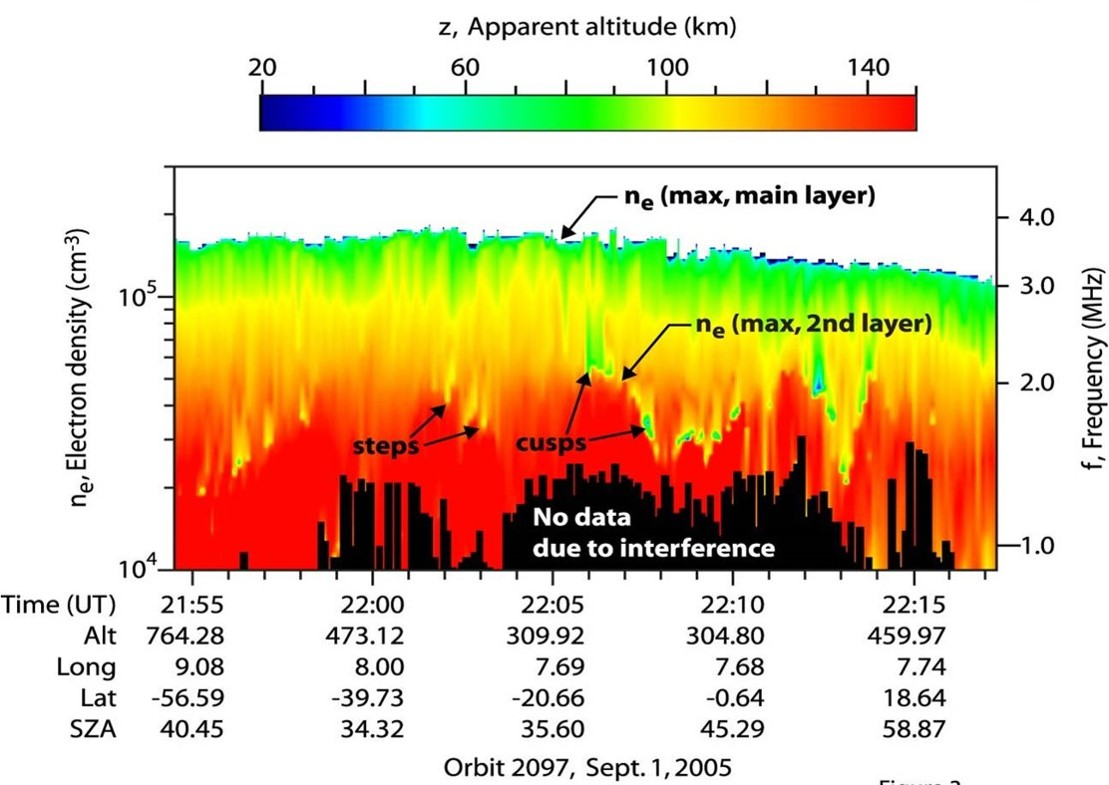 z, Apparent altitude (km)
20 60 100 140
nₑ (max, main layer)
4.0
3.0
10⁵
nₑ (max, 2nd layer)
2.0
steps
cusps
No data
due to interference
1.0
10⁴
nₑ, Electron density (cm⁻³)
f, Frequency (MHz)
Time (UT) 21:55 22:00 22:05 22:10 22:15
Alt 764.28 473.12 309.92 304.80 459.97
Long 9.08 8.00 7.69 7.68 7.74
Lat -56.59 -39.73 -20.66 -0.64 18.64
SZA 40.45 34.32 35.60 45.29 58.87
Orbit 2097, Sept. 1, 2005